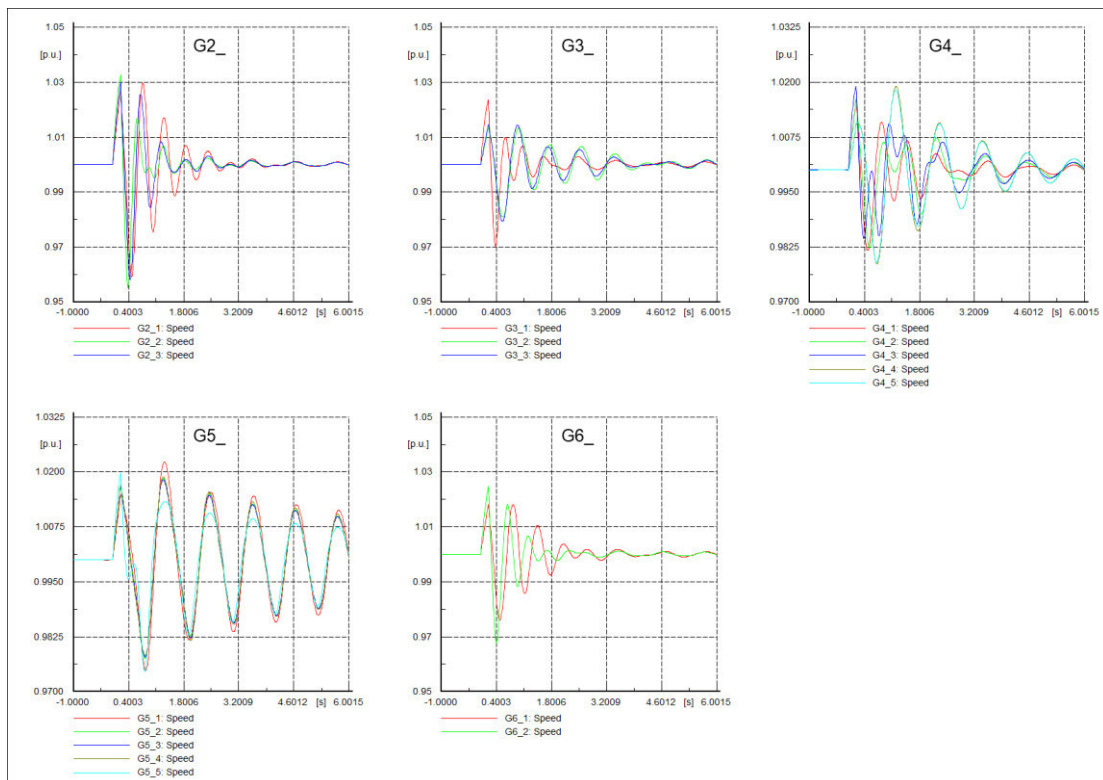 G2_
[p.u.]
1.05
1.03
1.01
0.99
0.97
0.95
-1.0000 0.4003 1.8006 3.2009 4.6012 [s] 6.0015
G2_1: Speed
G2_2: Speed
G2_3: Speed
G3_
[p.u.]
1.05
1.03
1.01
0.99
0.97
0.95
-1.0000 0.4003 1.8006 3.2009 4.6012 [s] 6.0015
G3_1: Speed
G3_2: Speed
G3_3: Speed
G4_
[p.u.]
1.0325
1.0200
1.0075
0.9950
0.9825
0.9700
-1.0000 0.4003 1.8006 3.2009 4.6012 [s] 6.0015
G4_1: Speed
G4_2: Speed
G4_3: Speed
G4_4: Speed
G4_5: Speed
G5_
[p.u.]
1.0325
1.0200
1.0075
0.9950
0.9825
0.9700
-1.0000 0.4003 1.8006 3.2009 4.6012 [s] 6.0015
G5_1: Speed
G5_2: Speed
G5_3: Speed
G5_4: Speed
G5_5: Speed
G6_
[p.u.]
1.05
1.03
1.01
0.99
0.97
0.95
-1.0000 0.4003 1.8006 3.2009 4.6012 [s] 6.0015
G6_1: Speed
G6_2: Speed